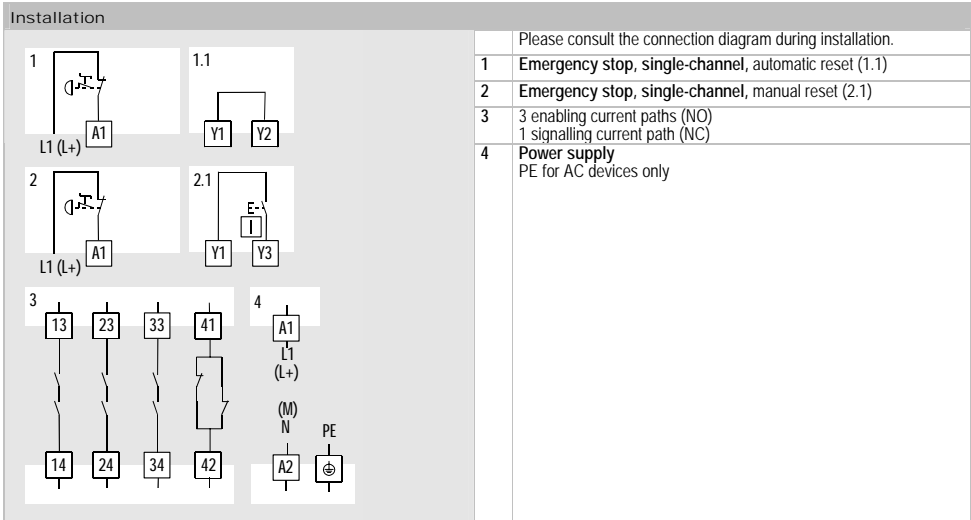 Installation
1
L1 (L+)
A1
1.1
Y1 Y2
2
L1 (L+)
A1
2.1
I
Y1 Y3
3
13 23 33 41
14 24 34 42
4
A1
L1
(L+)
(M)
N
PE
A2
Please consult the connection diagram during installation.
1 Emergency stop, single-channel, automatic reset (1.1)
2 Emergency stop, single-channel, manual reset (2.1)
3 3 enabling current paths (NO)
1 signalling current path (NC)
4 Power supply
PE for AC devices only